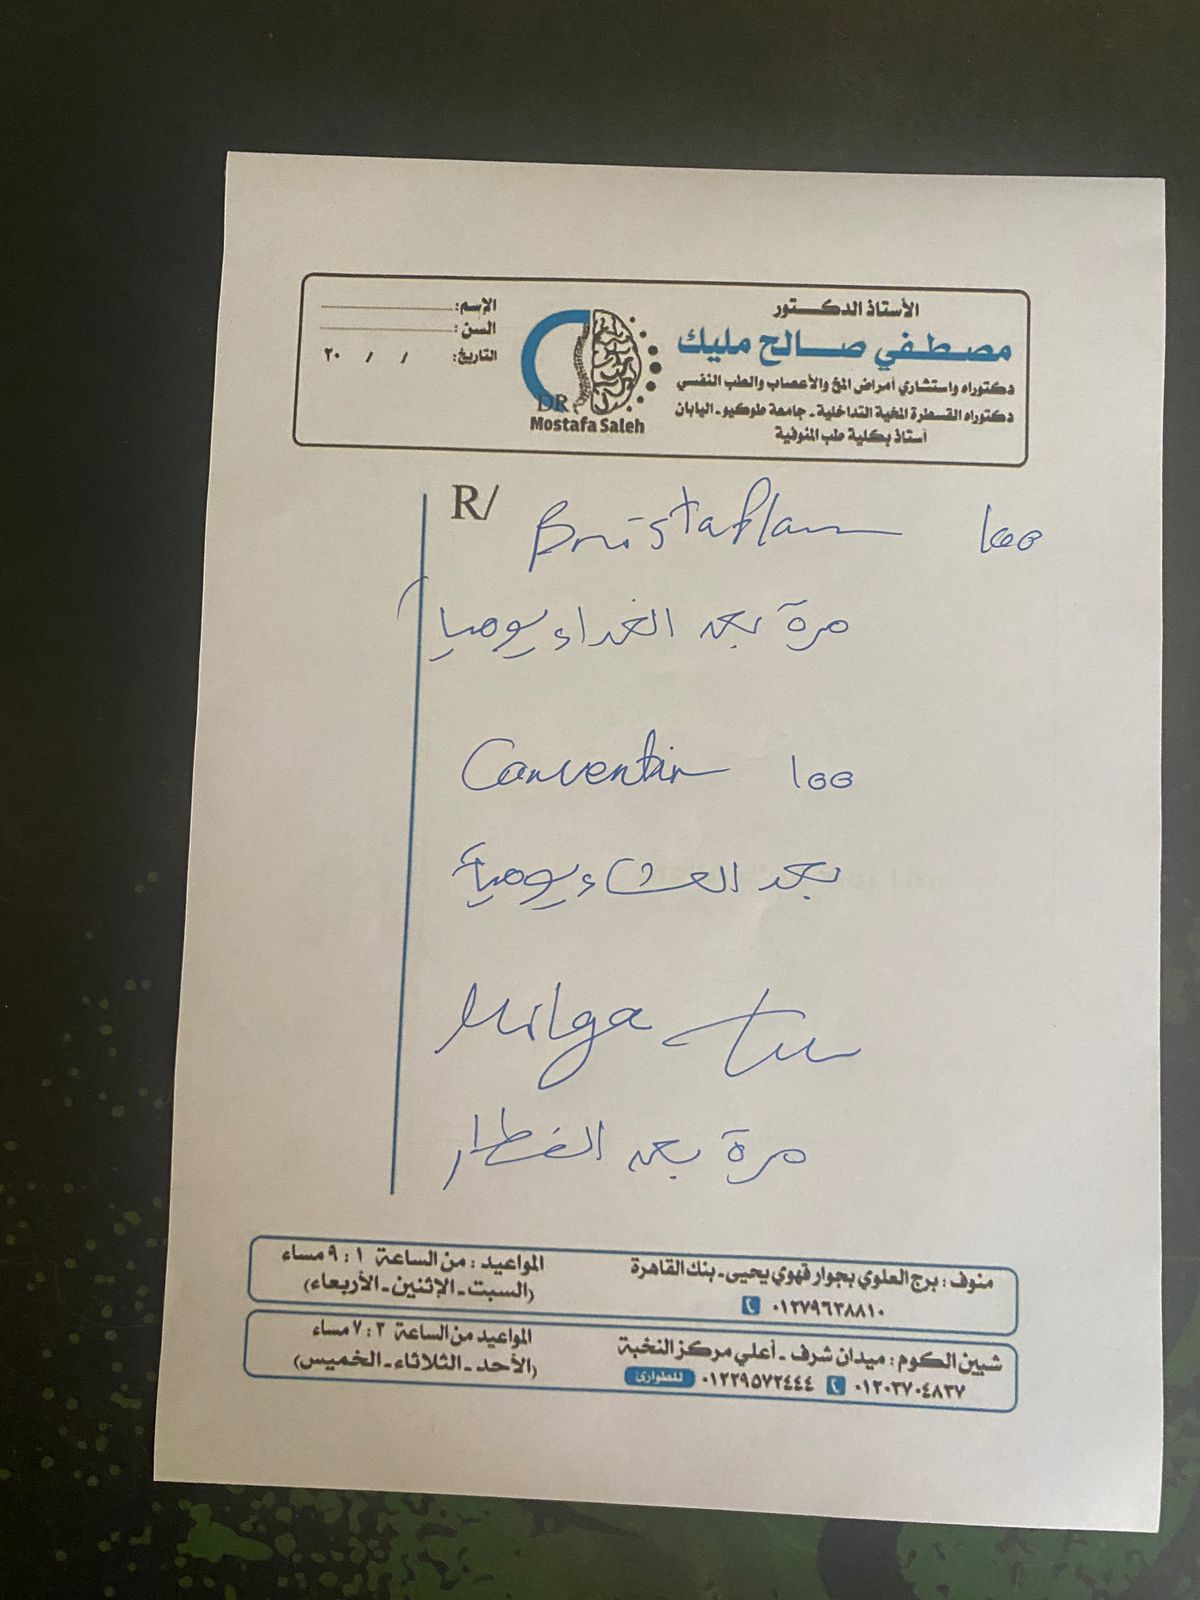 الأستاذ الدكتور
مصطفي صالح مليك
دكتوراه واستشاري أمراض المخ والأعصاب والطب النفسي
دكتوراه القسطرة المخية التداخلية - جامعة طوكيو - اليابان
أستاذ بكلية طب المنوفية
DR
Mostafa Saleh
الإسم:
السن:
التاريخ: / / ٢٠
R/
100
مرة بعد الغداء يوميا
Conventin 100
بعد العشاء يومياً
Milga
مرة بعد الفطار
منوف : برج العلوي بجوار قهوي يحيى - بنك القاهرة
٠١٢٧٩٦٣٨٨١٠
المواعيد : من الساعة ١ : ٩ مساء
(السبت - الإثنين - الأربعاء)
شبين الكوم : ميدان شرف - أعلي مركز النخبة
٠١٢٠٣٧٠٤٨٣٧ ٠١٢٢٩٥٧٢٤٤٤ للطوارئ
المواعيد من الساعة ٣ : ٧ مساء
(الأحد - الثلاثاء - الخميس)